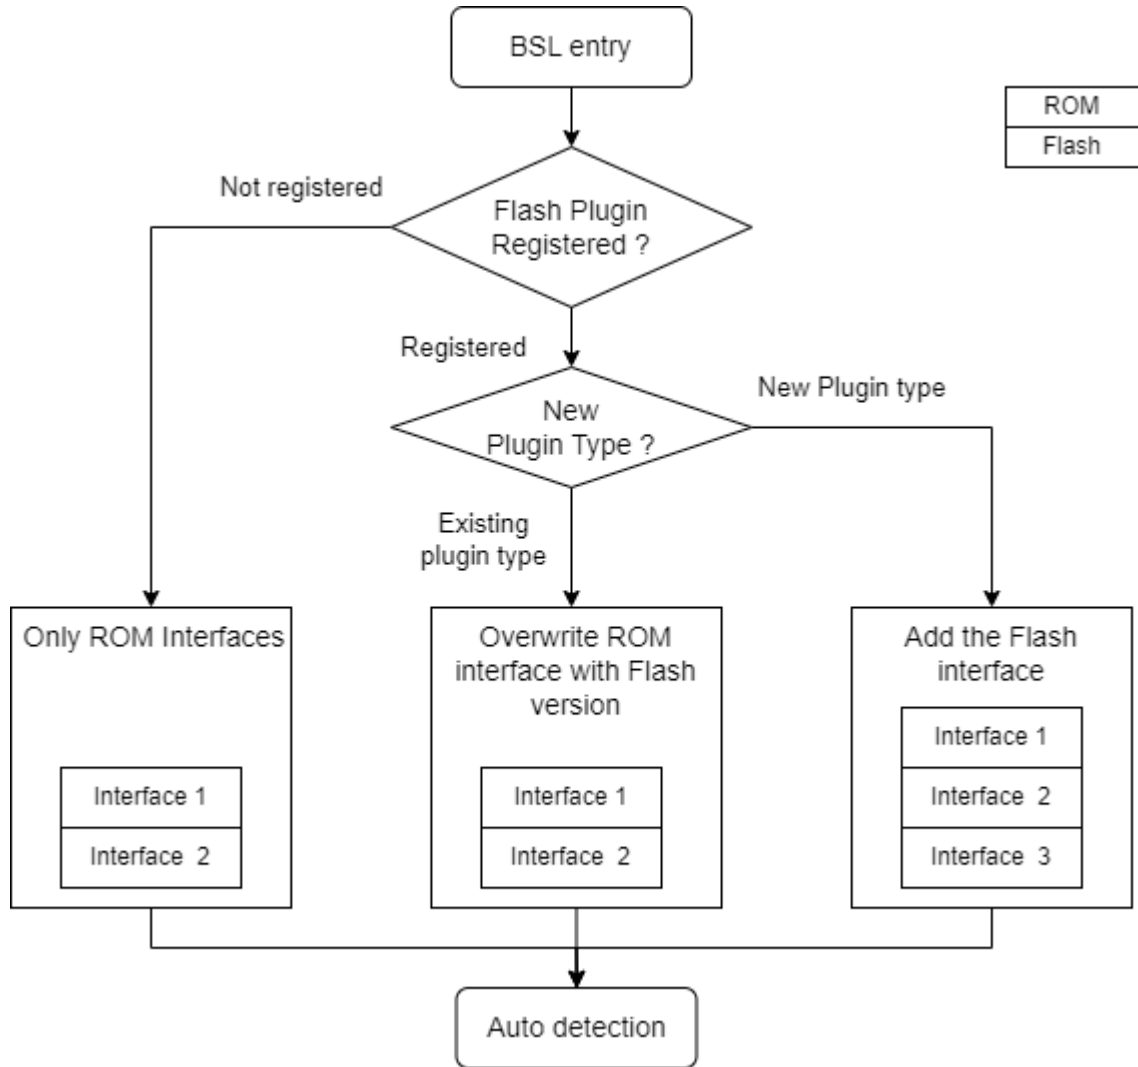 BSL entry
ROM
Flash
Not registered
Flash Plugin
Registered ?
Registered
New Plugin type
New
Plugin Type ?
Existing
plugin type
Only ROM Interfaces
Interface 1
Interface 2
Overwrite ROM
interface with Flash
version
Interface 1
Interface 2
Add the Flash
interface
Interface 1
Interface 2
Interface 3
Auto detection